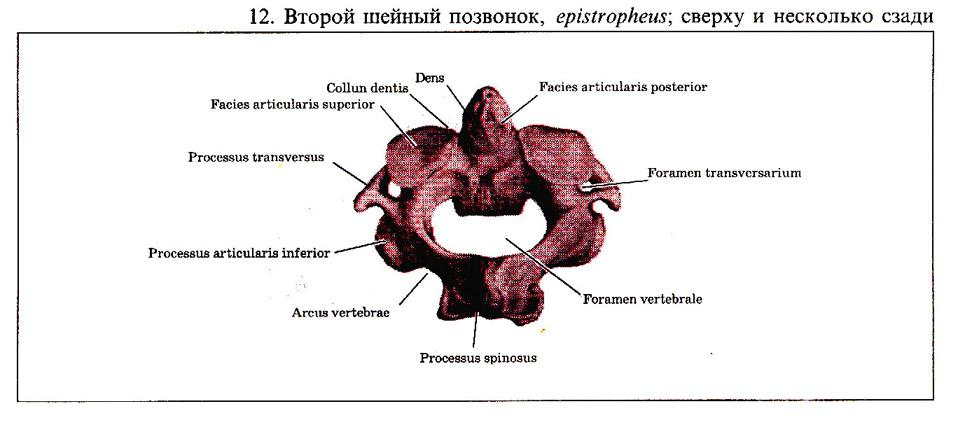 12. Второй шейный позвонок, epistropheus; сверху и несколько сзади
Dens
Collun dentis
Facies articularis posterior
Facies articularis superior
Processus transversus
Foramen transversarium
Processus articularis inferior
Foramen vertebrale
Arcus vertebrae
Processus spinosus